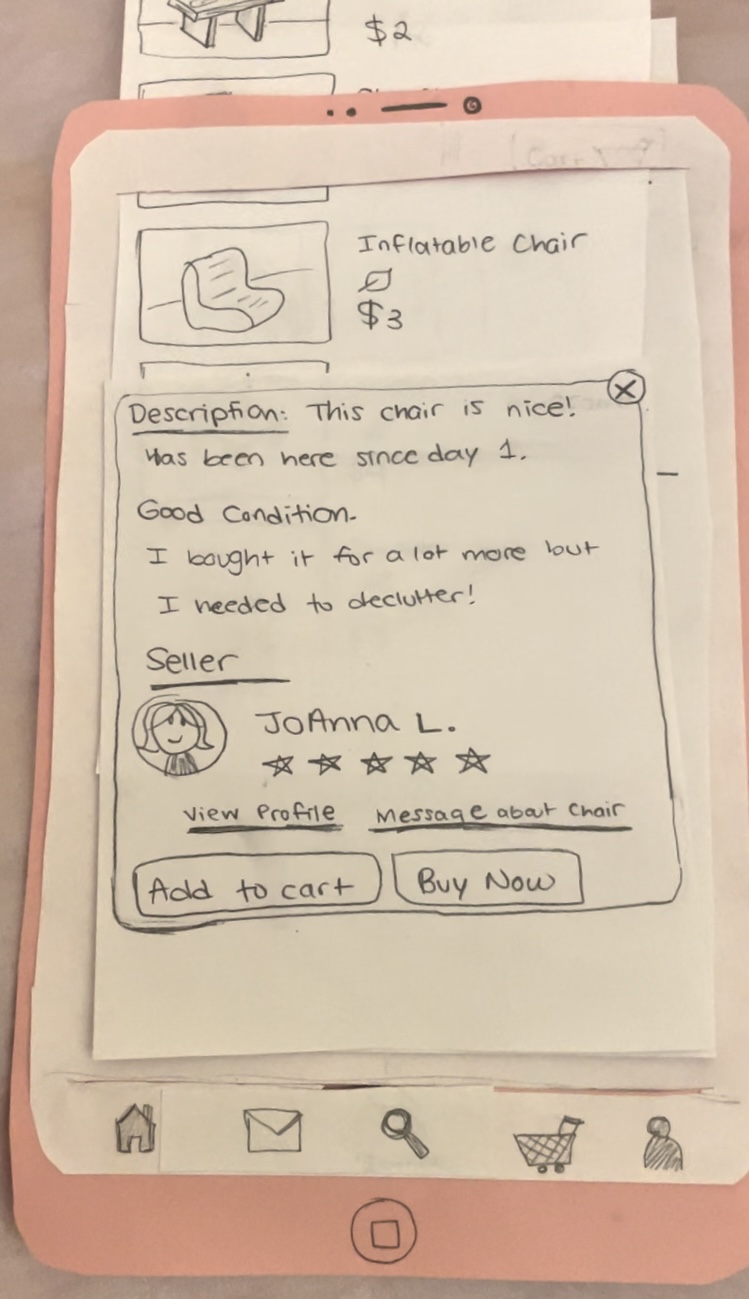 $2
Inflatable Chair
$3
Description: This chair is nice!
Has been here since day 1.
Good Condition.
I bought it for a lot more but
I needed to declutter!
Seller
JoAnna L.
View Profile Message about Chair
Add to cart Buy Now